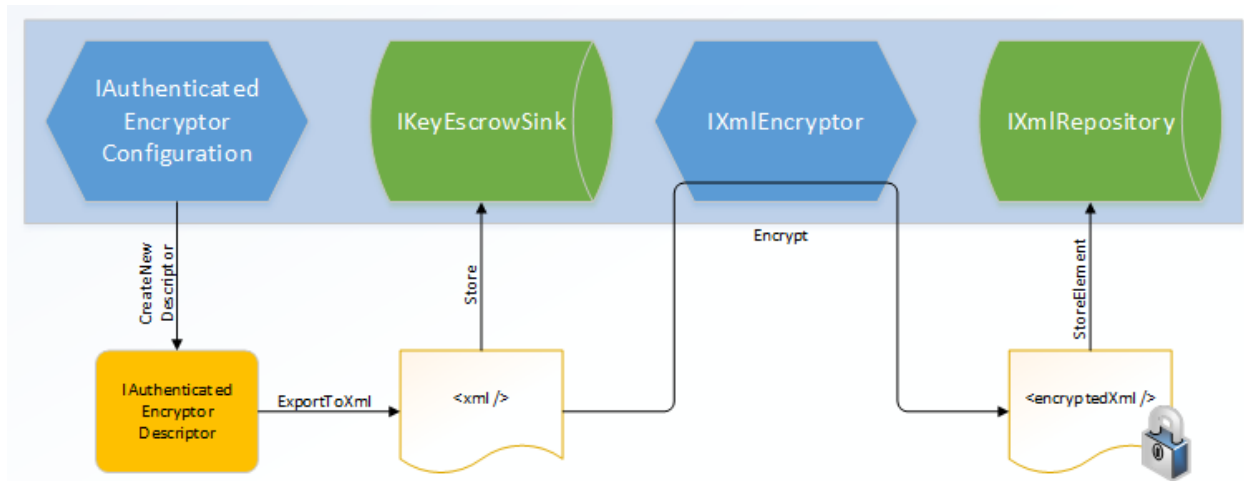 IAuthenticated
Encryptor
Configuration
IKeyEscrowSink
IXmlEncryptor
IXmlRepository
CreateNew
Descriptor
Store
Encrypt
StoreElement
IAuthenticated
Encryptor
Descriptor
ExportToXml
<xml />
<encryptedXml />